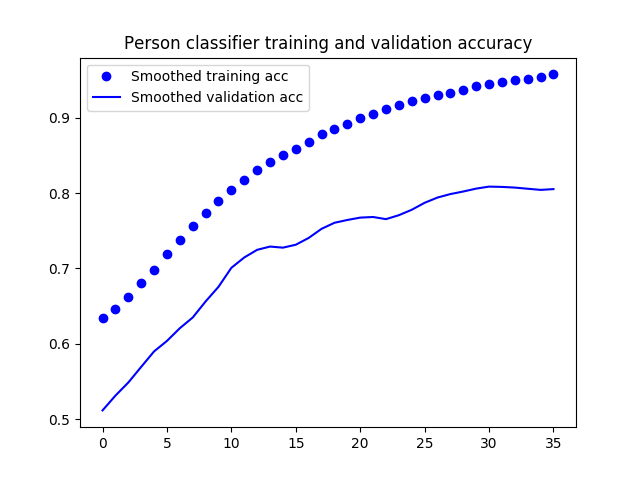 Person classifier training and validation accuracy
Smoothed training acc
Smoothed validation acc
0.9
0.8
0.7
0.6
0.5
0 5 10 15 20 25 30 35